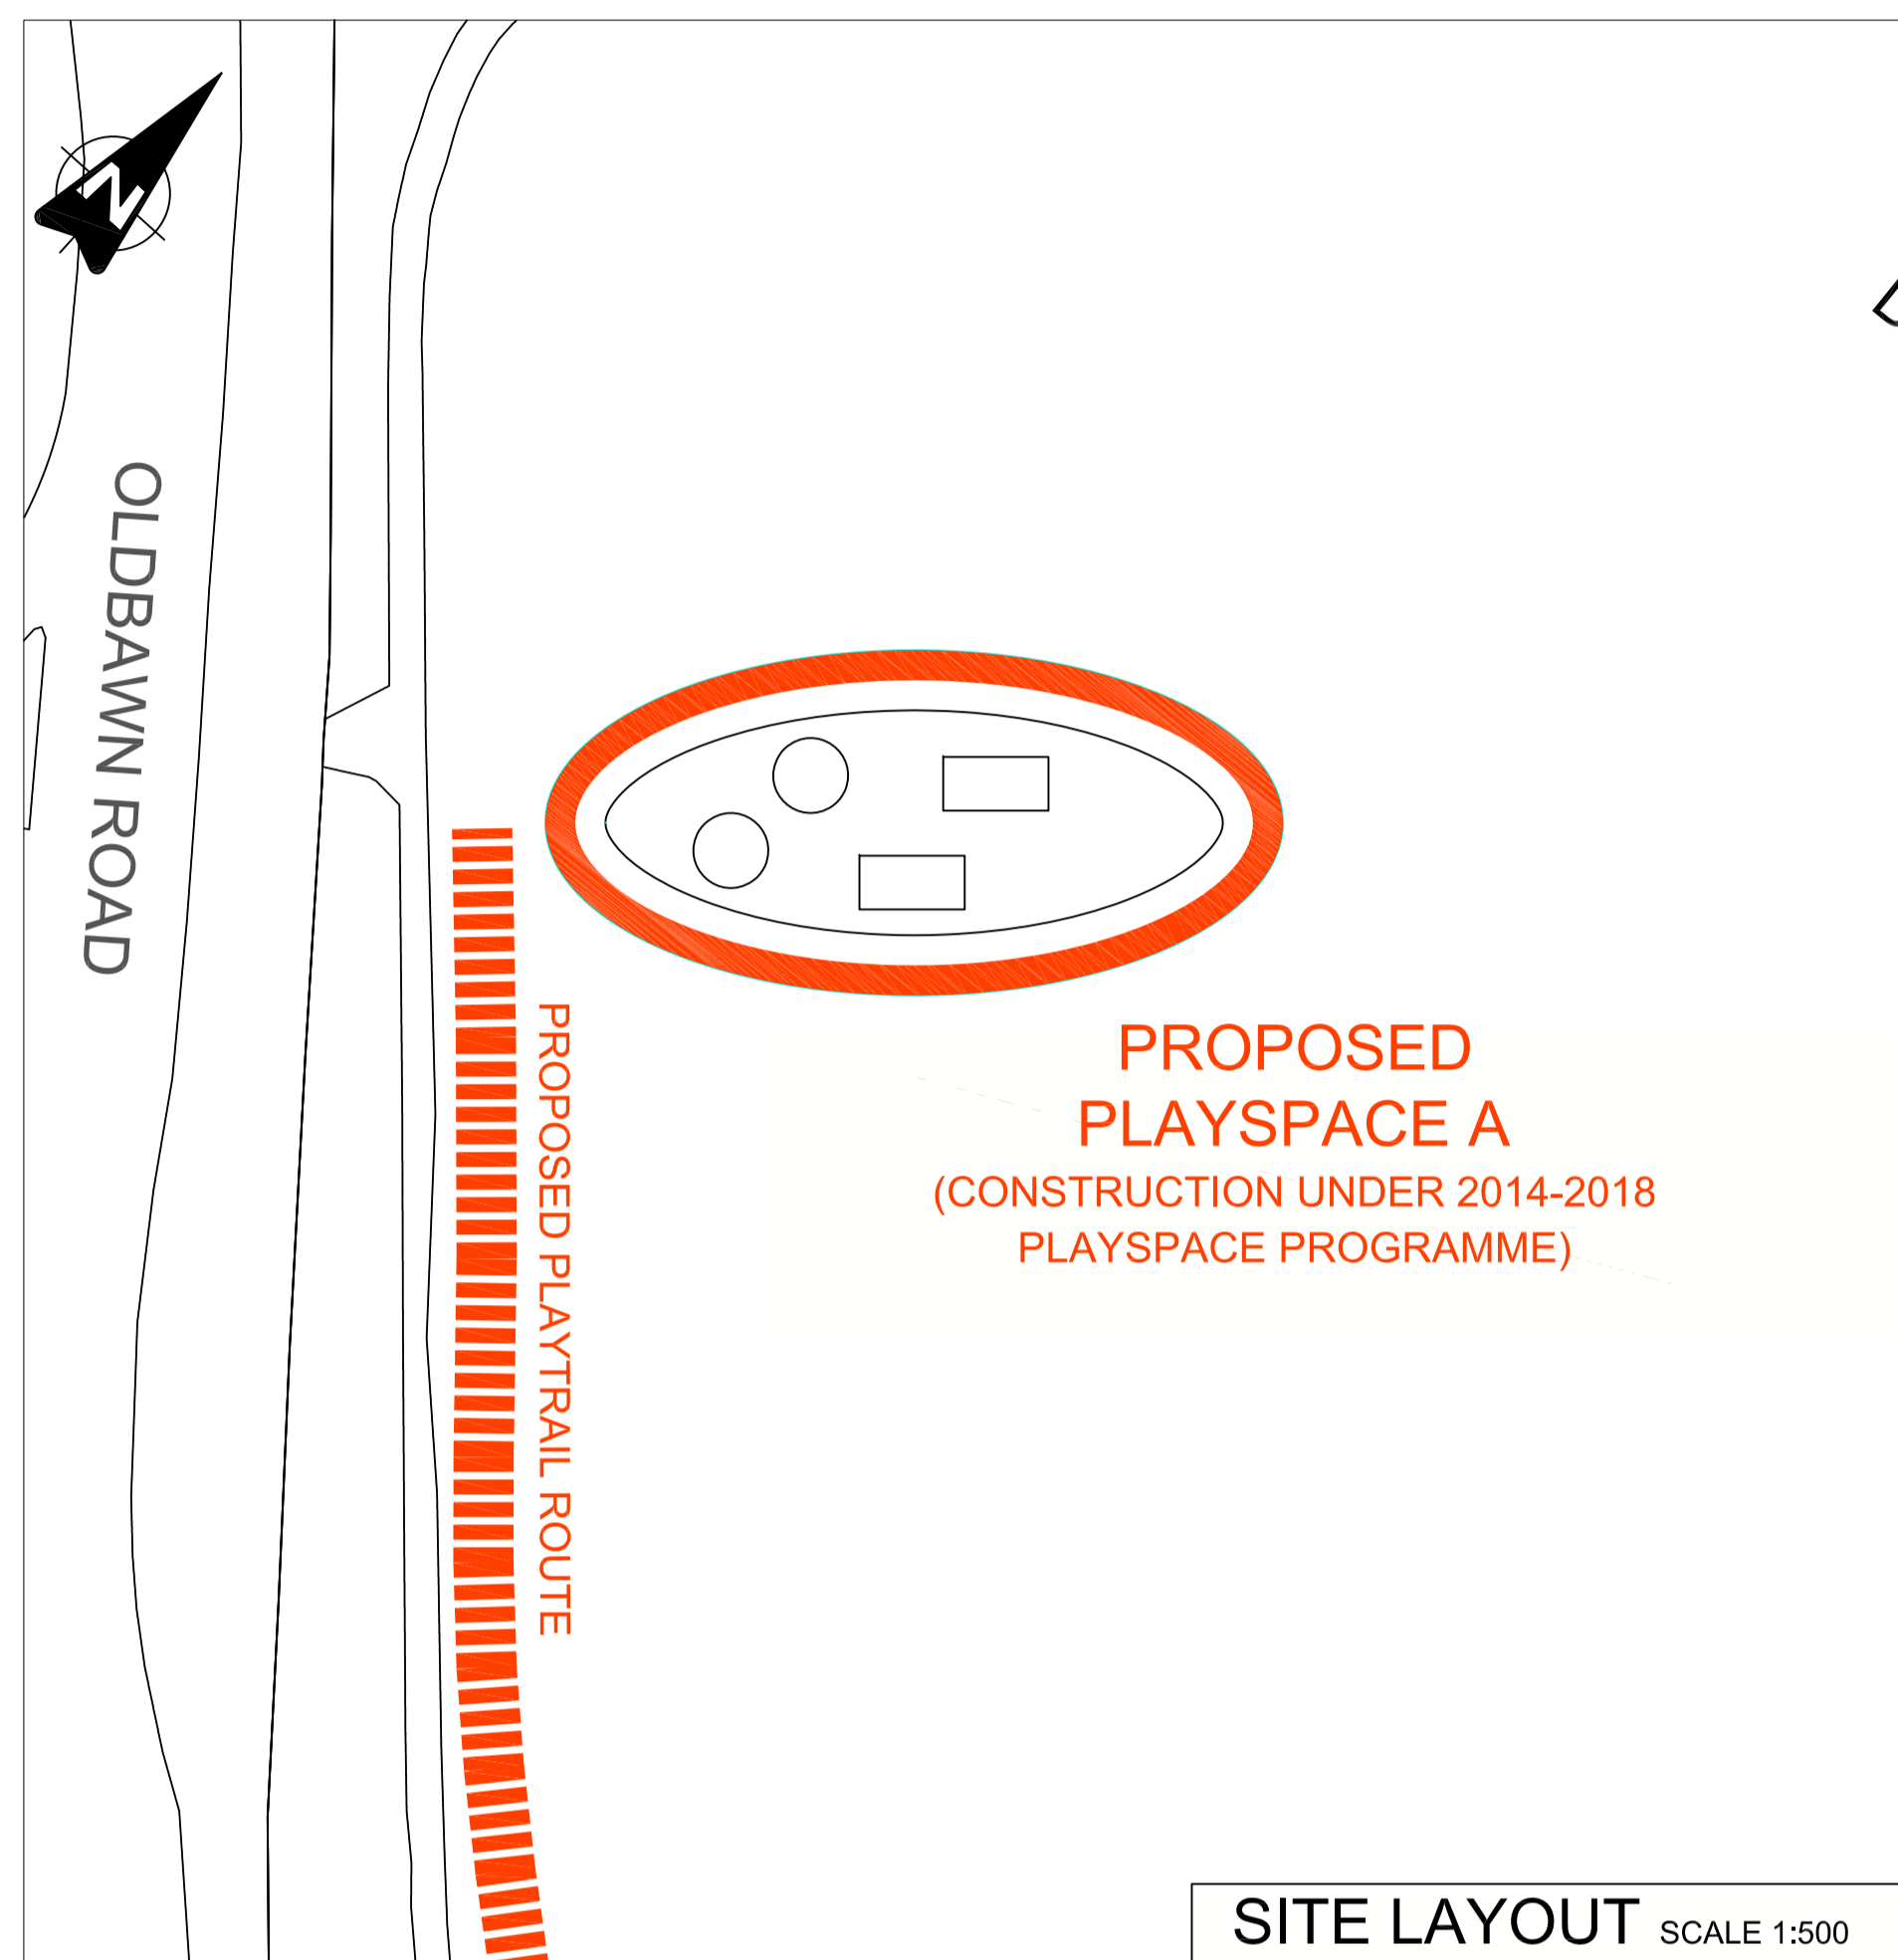 N
OLDBAWN ROAD
PROPOSED
PLAYSPACE A
(CONSTRUCTION UNDER 2014-2018
PLAYSPACE PROGRAMME)
PROPOSED PLAYTRAIL ROUTE
SITE LAYOUT SCALE 1:500